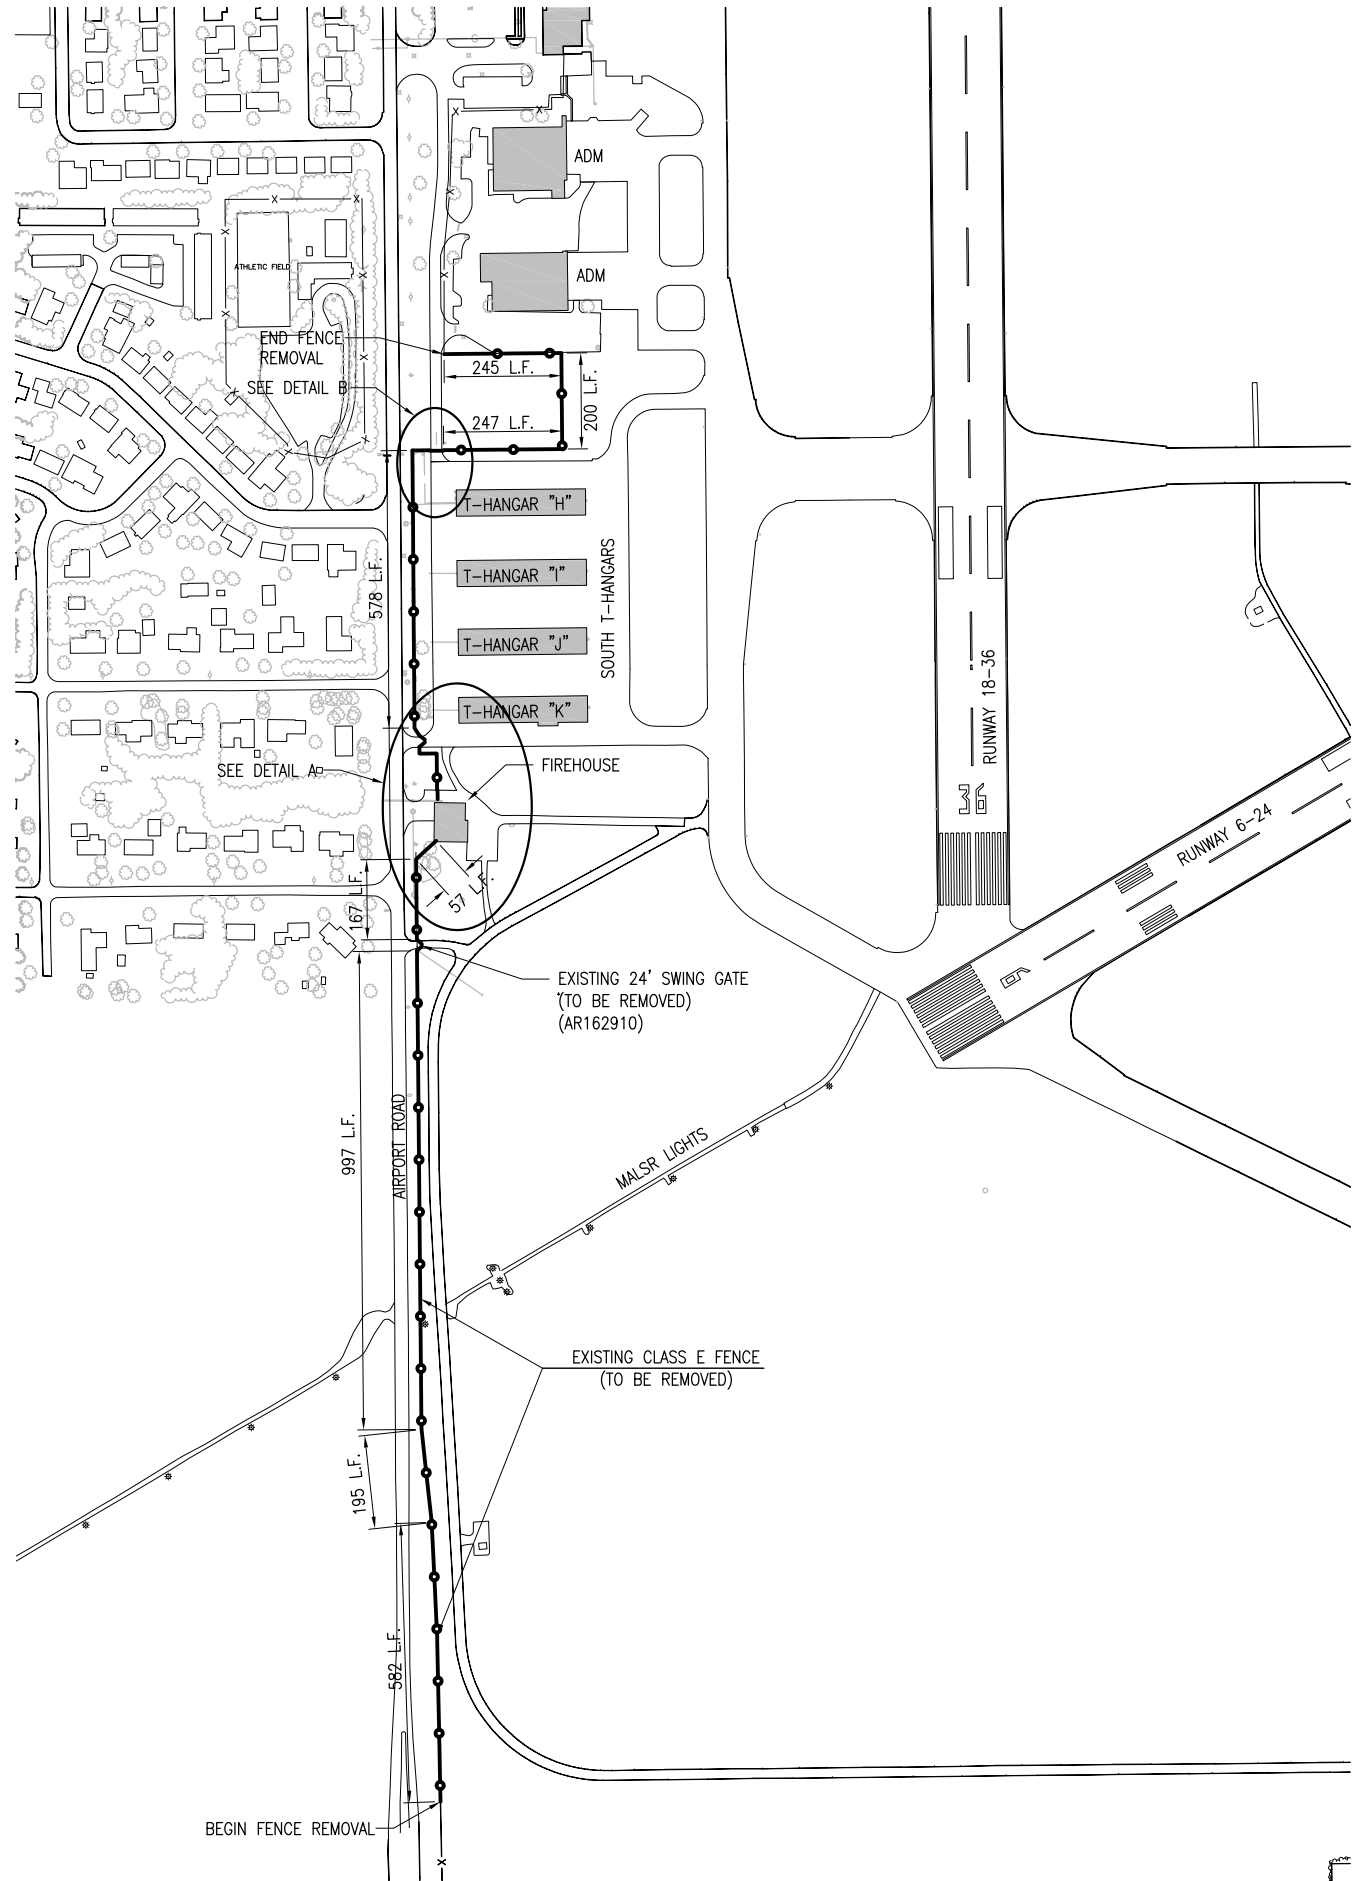 ADM
ADM
ATHLETIC FIELD
END FENCE
REMOVAL
245 L.F.
200 L.F.
SEE DETAIL B
247 L.F.
T-HANGAR "H"
T-HANGAR "I"
T-HANGAR "J"
T-HANGAR "K"
SOUTH T-HANGARS
578 L.F.
RUNWAY 18-36
36
SEE DETAIL A
FIREHOUSE
RUNWAY 6-24
6
167 L.F.
57 L.F.
EXISTING 24' SWING GATE
(TO BE REMOVED)
(AR162910)
AIRPORT ROAD
997 L.F.
MALSR LIGHTS
EXISTING CLASS E FENCE
(TO BE REMOVED)
195 L.F.
582 L.F.
BEGIN FENCE REMOVAL